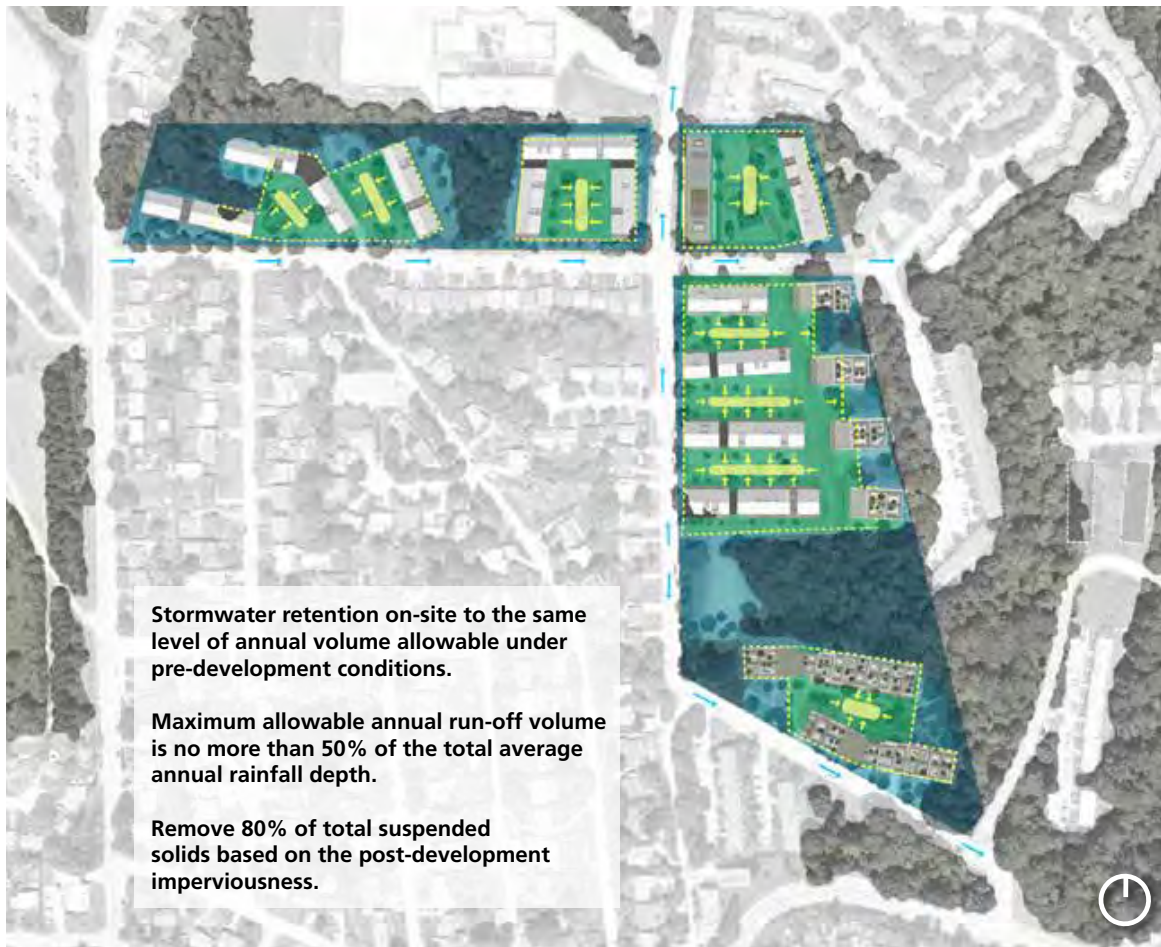 Stormwater retention on-site to the same
level of annual volume allowable under
pre-development conditions.
Maximum allowable annual run-off volume
is no more than 50% of the total average
annual rainfall depth.
Remove 80% of total suspended
solids based on the post-development
imperviousness.